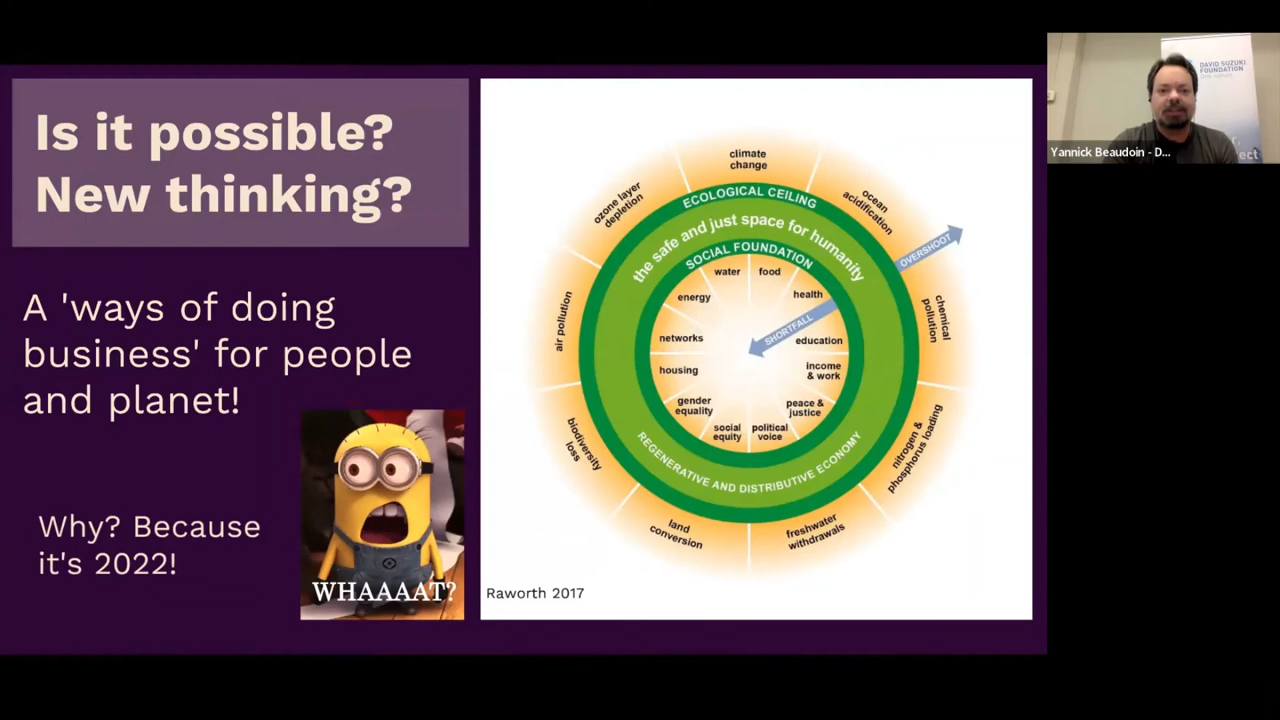 Is it possible?
New thinking?
A 'ways of doing
business' for people
and planet!
Why? Because
it's 2022!
WHAAAAT?
climate
change
ocean
acidification
chemical
pollution
nitrogen &
phosphorus loading
freshwater
withdrawals
land
conversion
biodiversity
loss
air pollution
ozone layer
depletion
ECOLOGICAL CEILING
the safe and just space for humanity
SOCIAL FOUNDATION
OVERSHOOT
SHORTFALL
water
food
health
education
income
& work
peace &
justice
political
voice
social
equity
gender
equality
housing
networks
energy
REGENERATIVE AND DISTRIBUTIVE ECONOMY
Raworth 2017
DAVID SUZUKI
FOUNDATION
Yannick Beaudoin - D...